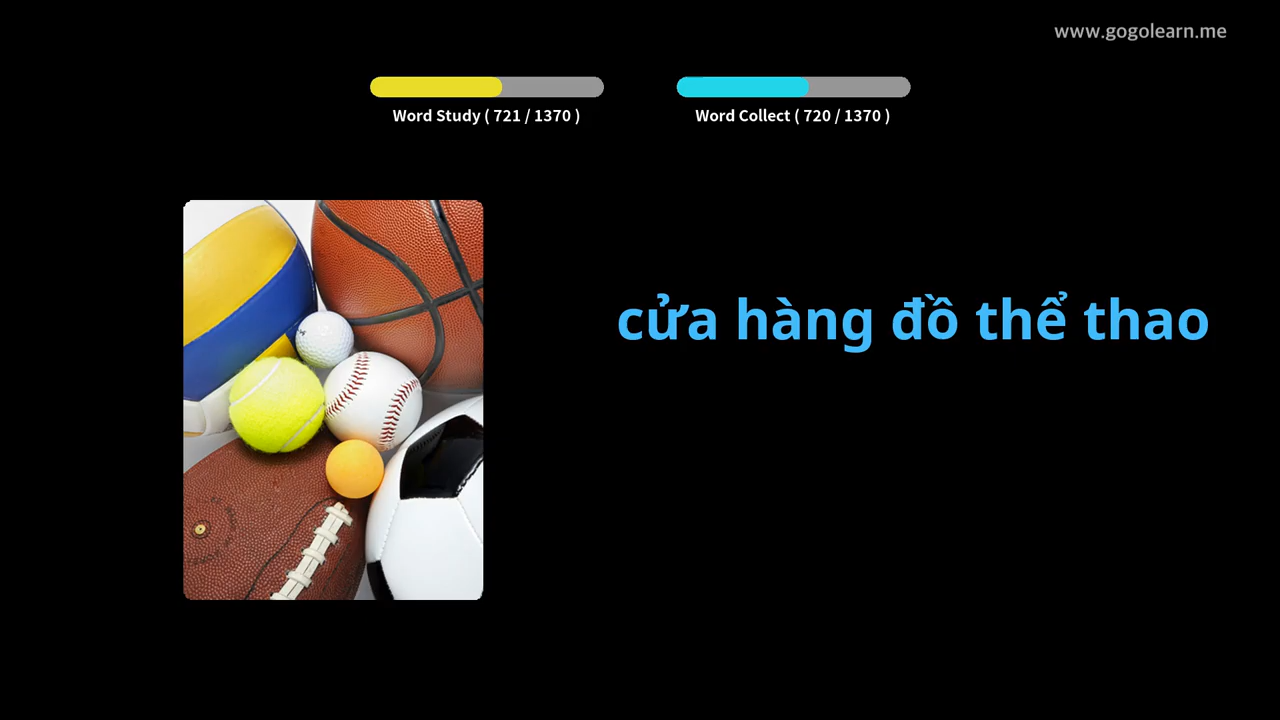 www.gogolearn.me
Word Study ( 721 / 1370 )
Word Collect ( 720 / 1370 )
cửa hàng đồ thể thao